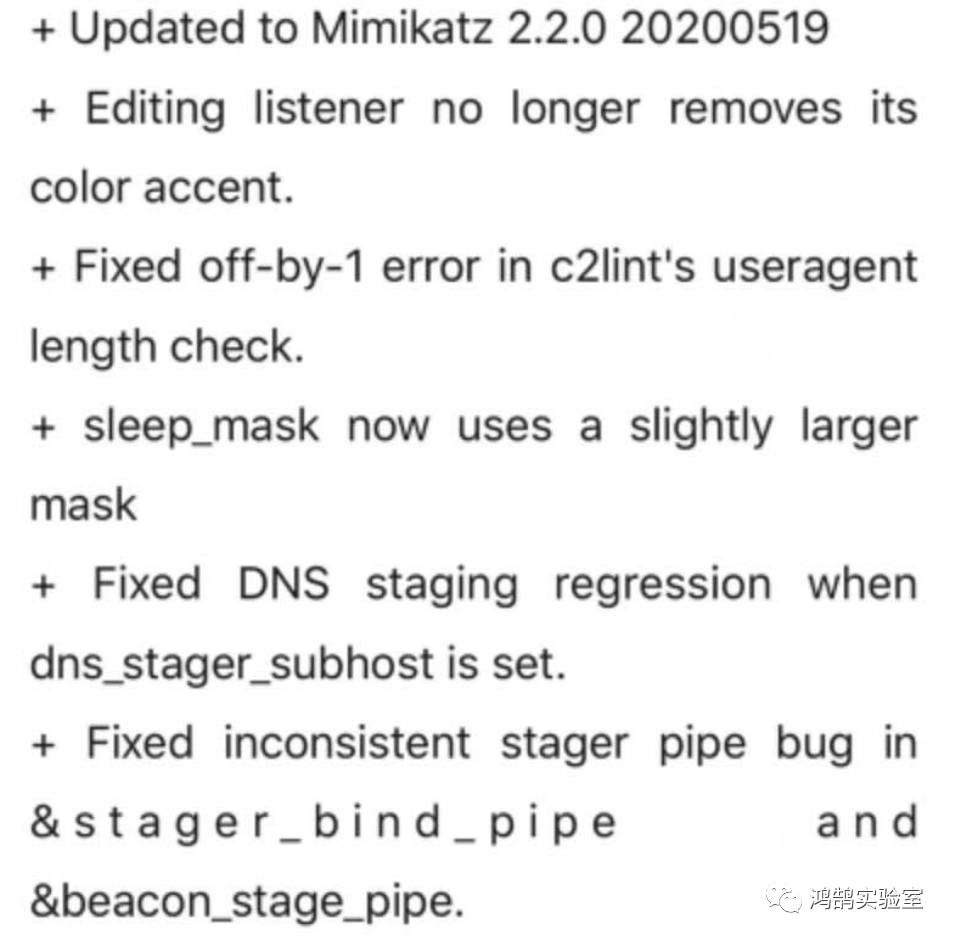 + Updated to Mimikatz 2.2.0 20200519
+ Editing listener no longer removes its
color accent.
+ Fixed off-by-1 error in c2lint's useragent
length check.
+ sleep_mask now uses a slightly larger
mask
+ Fixed DNS staging regression when
dns_stager_subhost is set.
+ Fixed inconsistent stager pipe bug in
&stager_bind_pipe and
&beacon_stage_pipe.
鸿鹄实验室